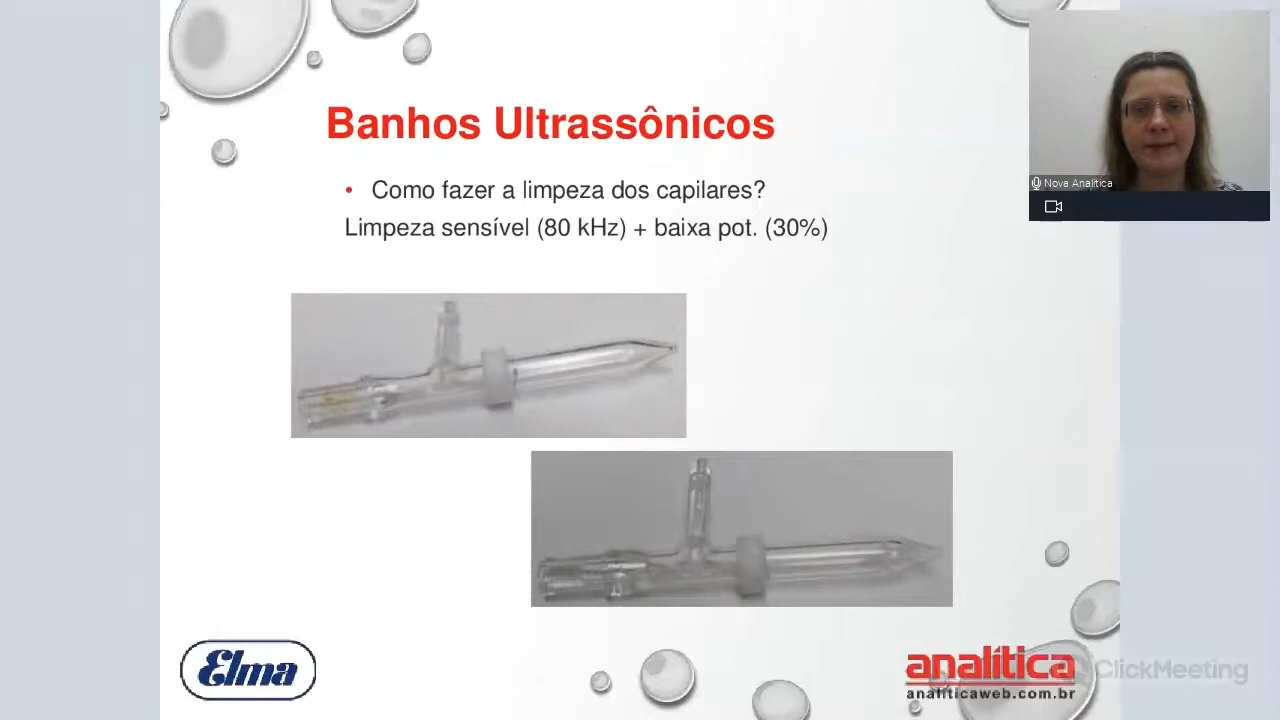 Banhos Ultrassônicos
• Como fazer a limpeza dos capilares?
Limpeza sensível (80 kHz) + baixa pot. (30%)
Nova Analítica
Elma
analítica
analiticaweb.com.br
ClickMeeting